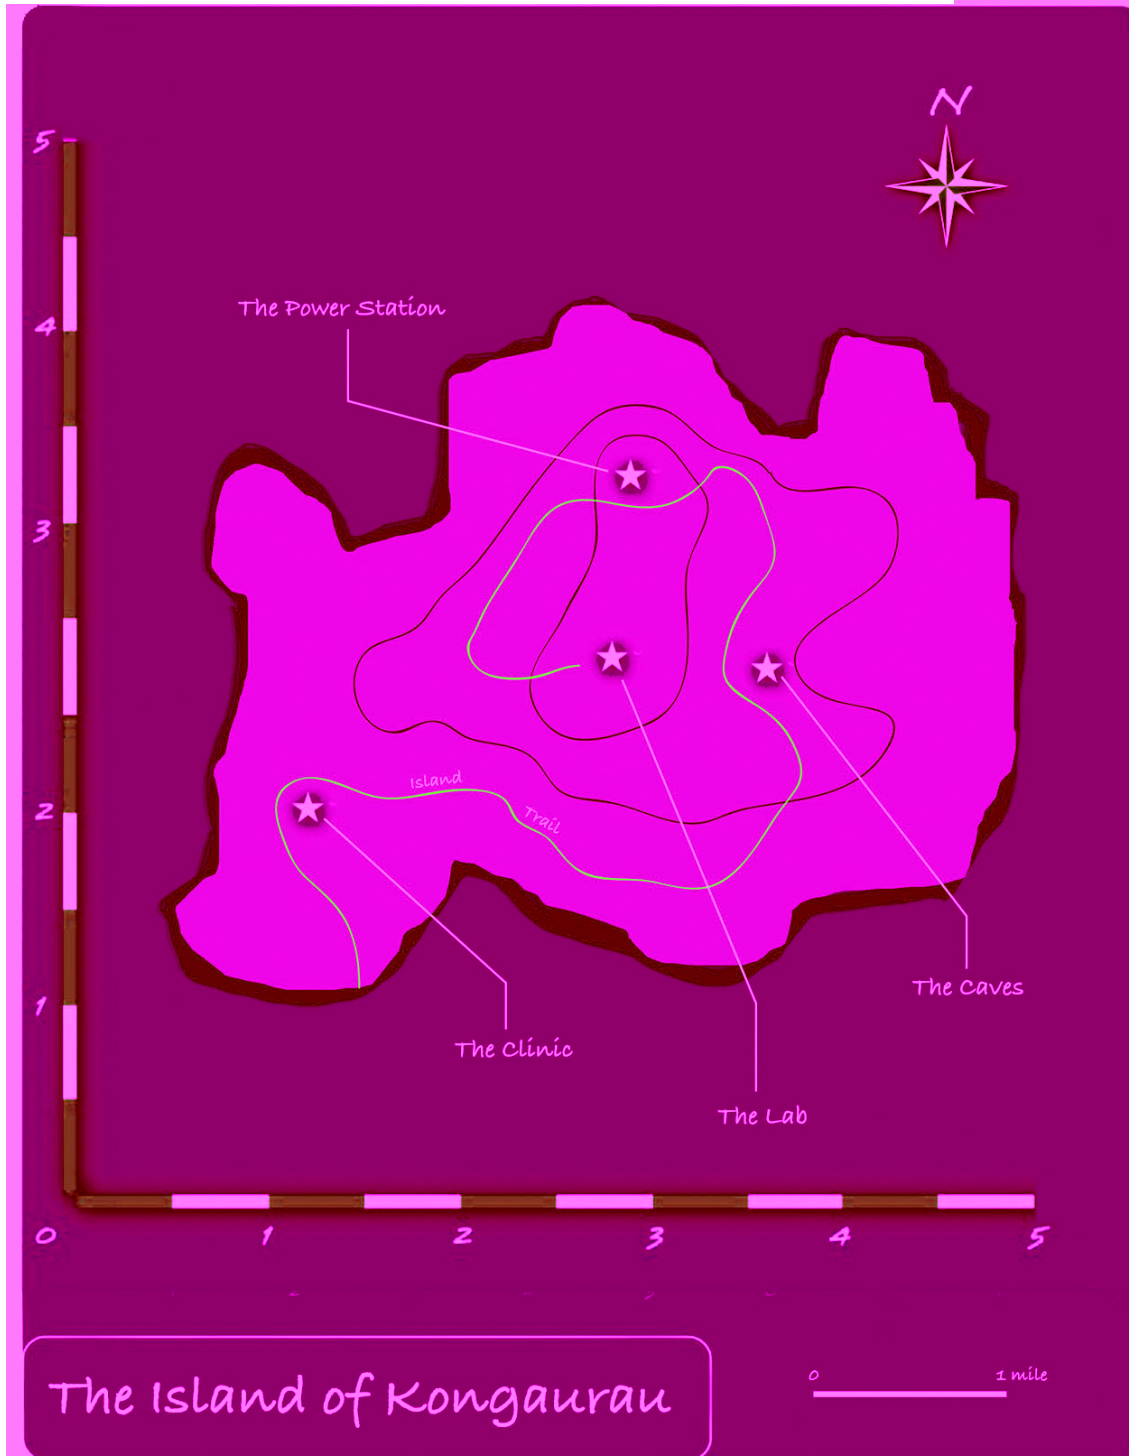 N
5
The Power Station
4
3
Island
Trail
2
The Caves
1
The Clinic
The Lab
0 1 2 3 4 5
0 1 mile
The Island of Kongaurau